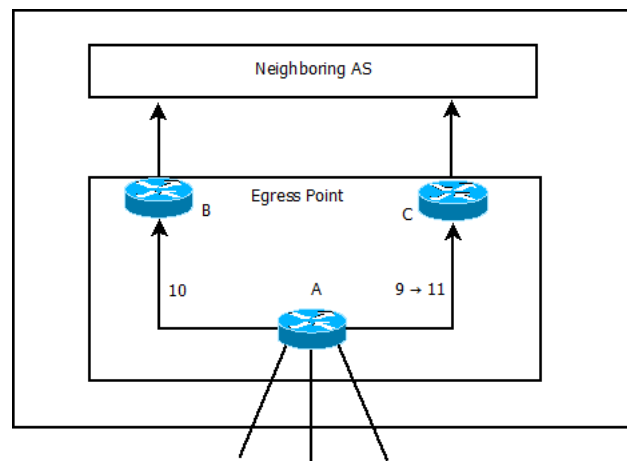 Neighboring AS
Egress Point
B
C
A
10
9 → 11